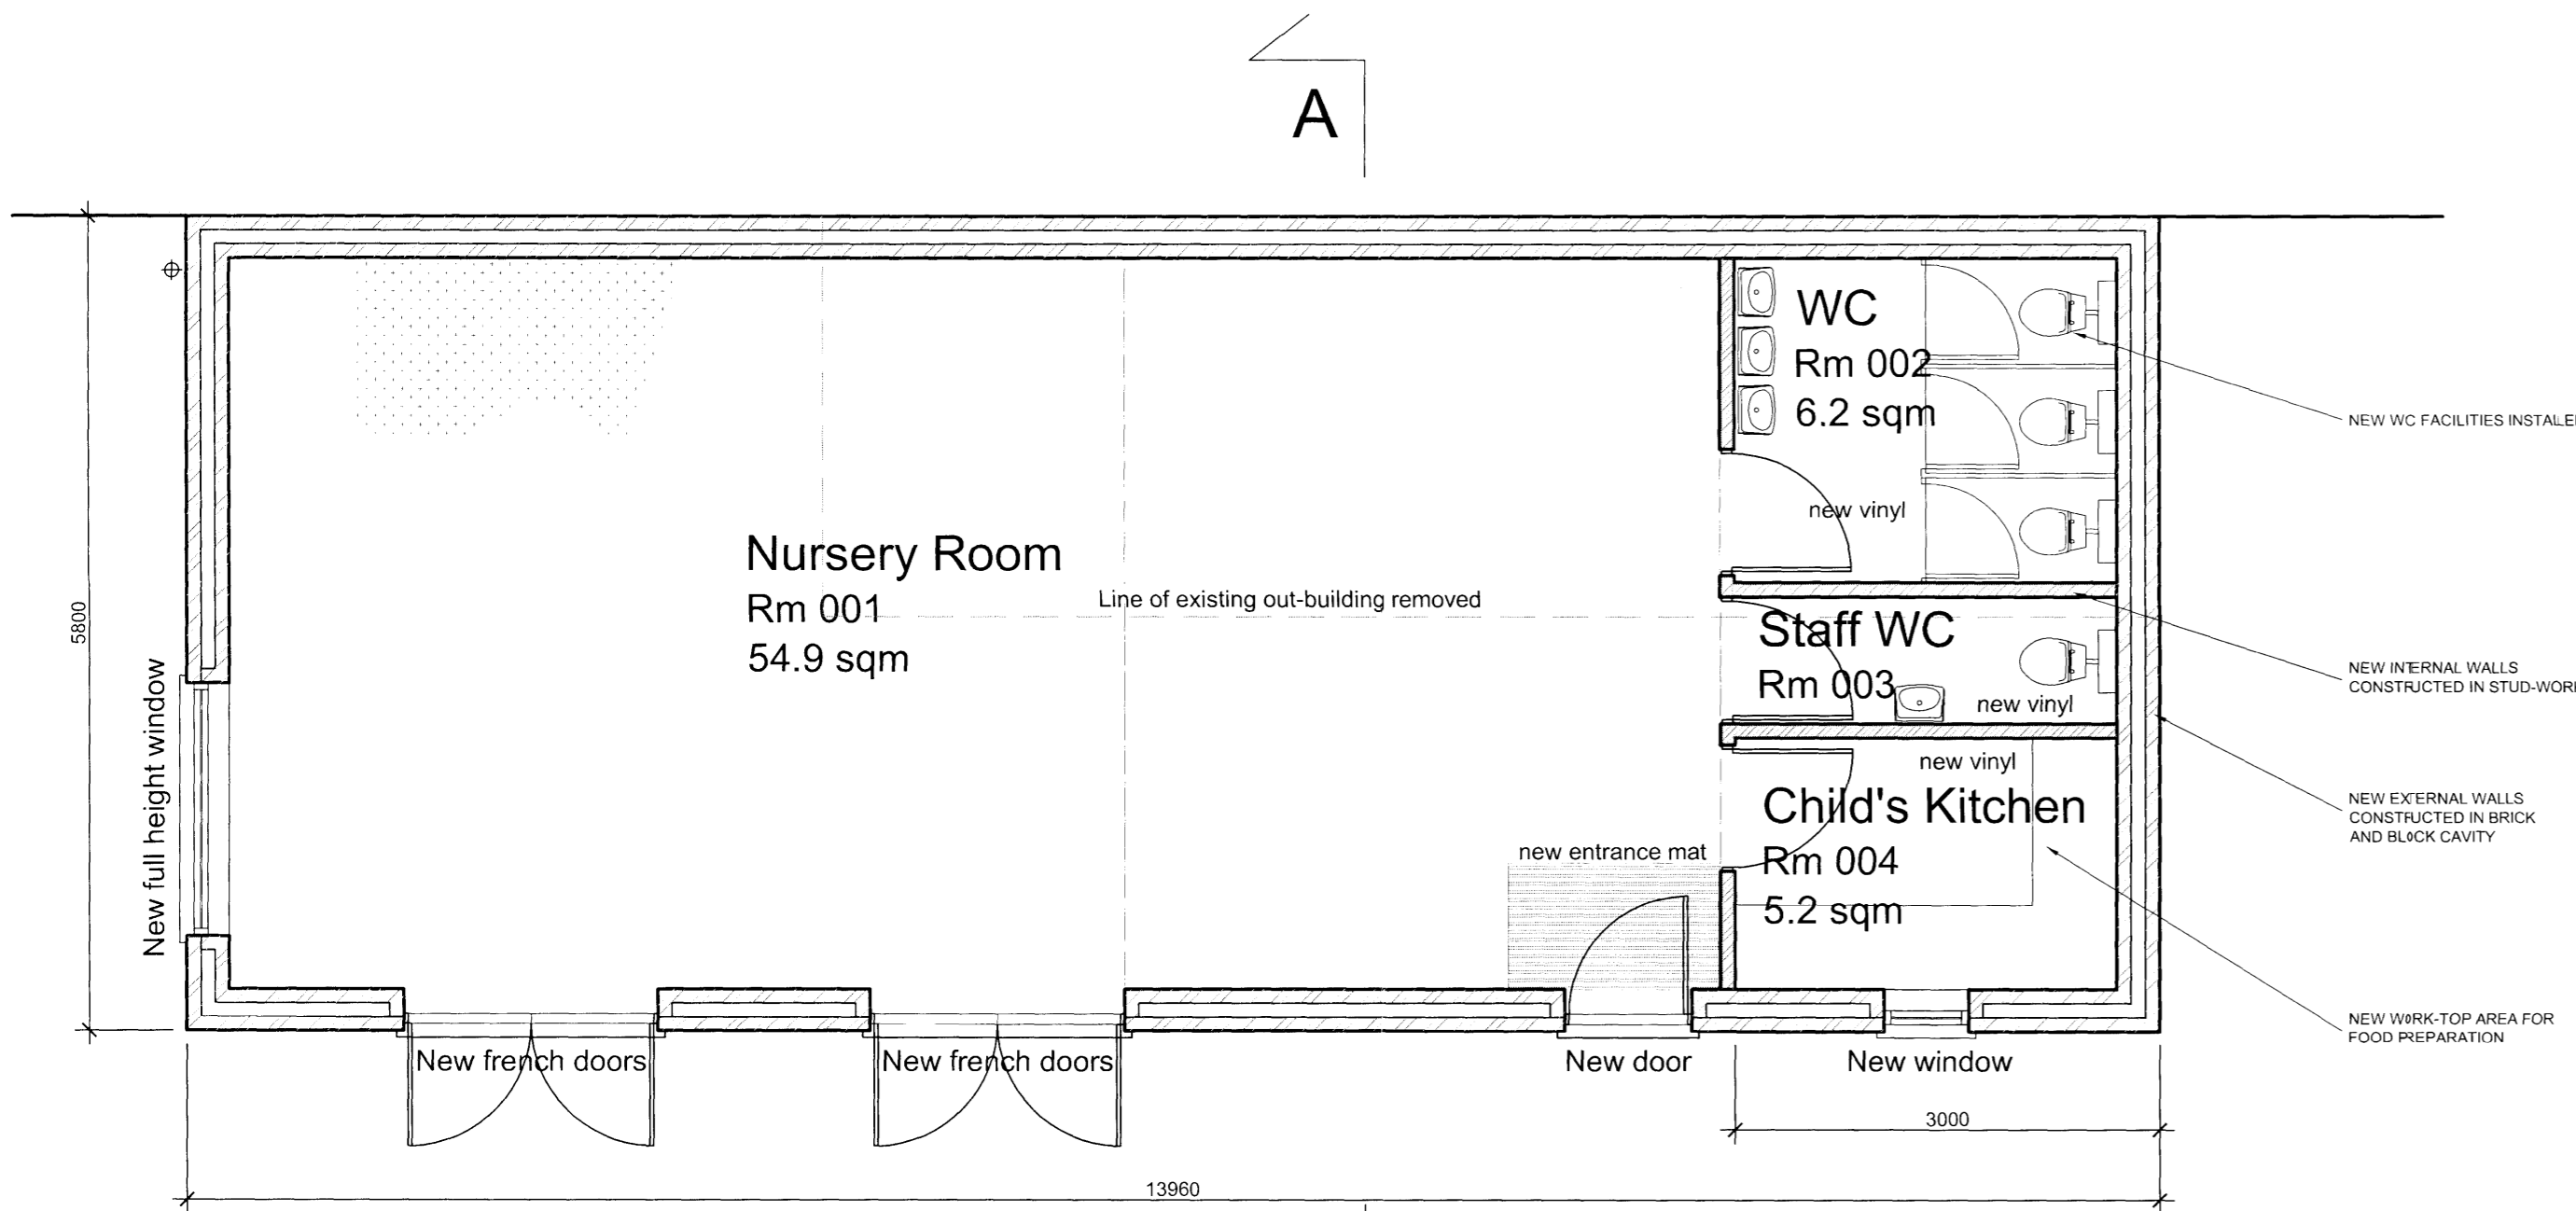 A
WC
Rm 002
6.2 sqm
new vinyl
NEW WC FACILITIES INSTALLE
Nursery Room
Rm 001
54.9 sqm
Line of existing out-building removed
Staff WC
Rm 003
new vinyl
NEW INTERNAL WALLS
CONSTRUCTED IN STUD-WOR
5800
New full height window
new vinyl
Child's Kitchen
Rm 004
5.2 sqm
NEW EXTERNAL WALLS
CONSTRUCTED IN BRICK
AND BLOCK CAVITY
new entrance mat
NEW WORK-TOP AREA FOR
FOOD PREPARATION
New french doors
New french doors
New door
New window
3000
13960